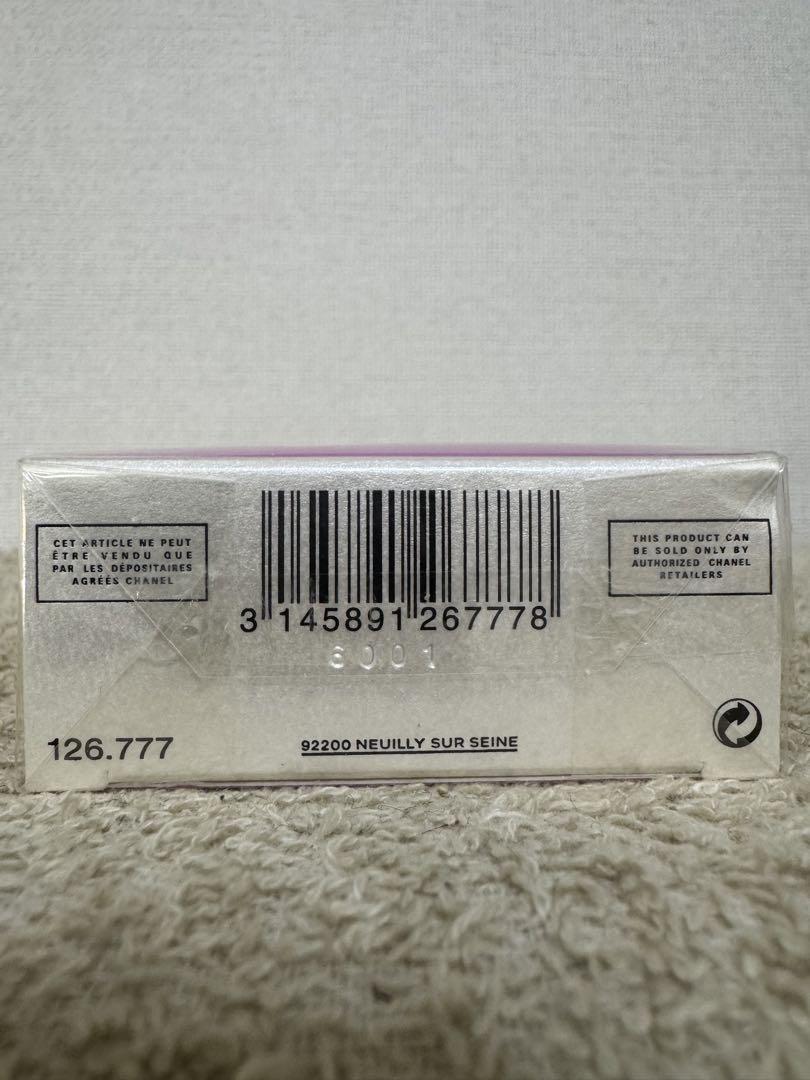 CET ARTICLE NE PEUT
ÊTRE VENDU QUE
PAR LES DÉPOSITAIRES
AGRÉÉS CHANEL
THIS PRODUCT CAN
BE SOLD ONLY BY
AUTHORIZED CHANEL
RETAILERS
3 145891 267778
6001
126.777
92200 NEUILLY SUR SEINE